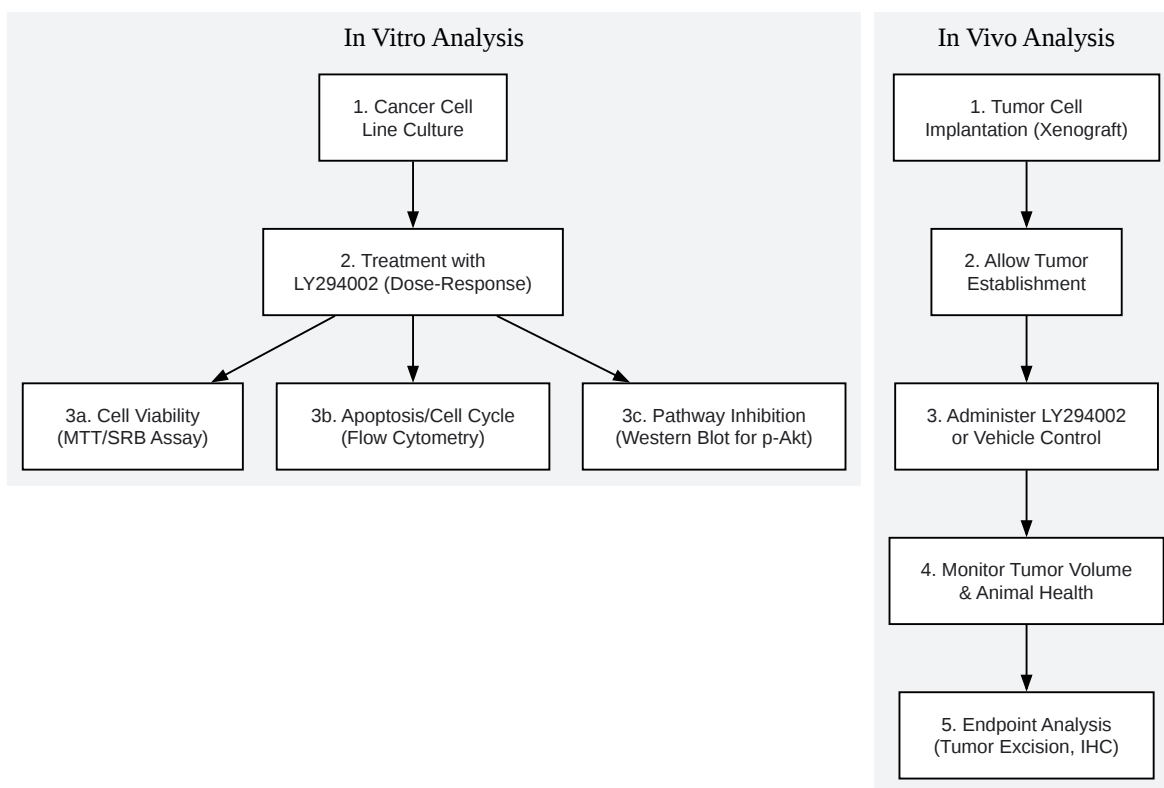 In Vitro Analysis
1. Cancer Cell
Line Culture
2. Treatment with
LY294002 (Dose-Response)
3a. Cell Viability
(MTT/SRB Assay)
3b. Apoptosis/Cell Cycle
(Flow Cytometry)
3c. Pathway Inhibition
(Western Blot for p-Akt)
In Vivo Analysis
1. Tumor Cell
Implantation (Xenograft)
2. Allow Tumor
Establishment
3. Administer LY294002
or Vehicle Control
4. Monitor Tumor Volume
& Animal Health
5. Endpoint Analysis
(Tumor Excision, IHC)